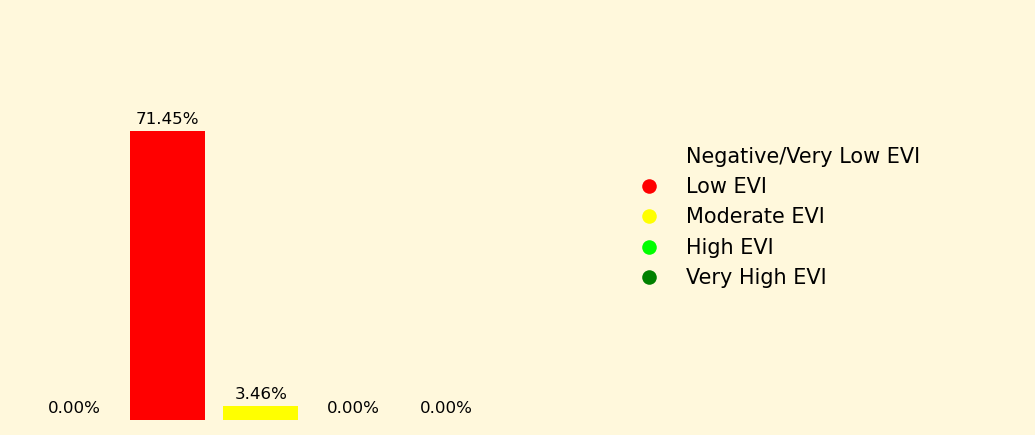 71.45%
3.46%
0.00%
0.00%
0.00%
Negative/Very Low EVI
Low EVI
Moderate EVI
High EVI
Very High EVI